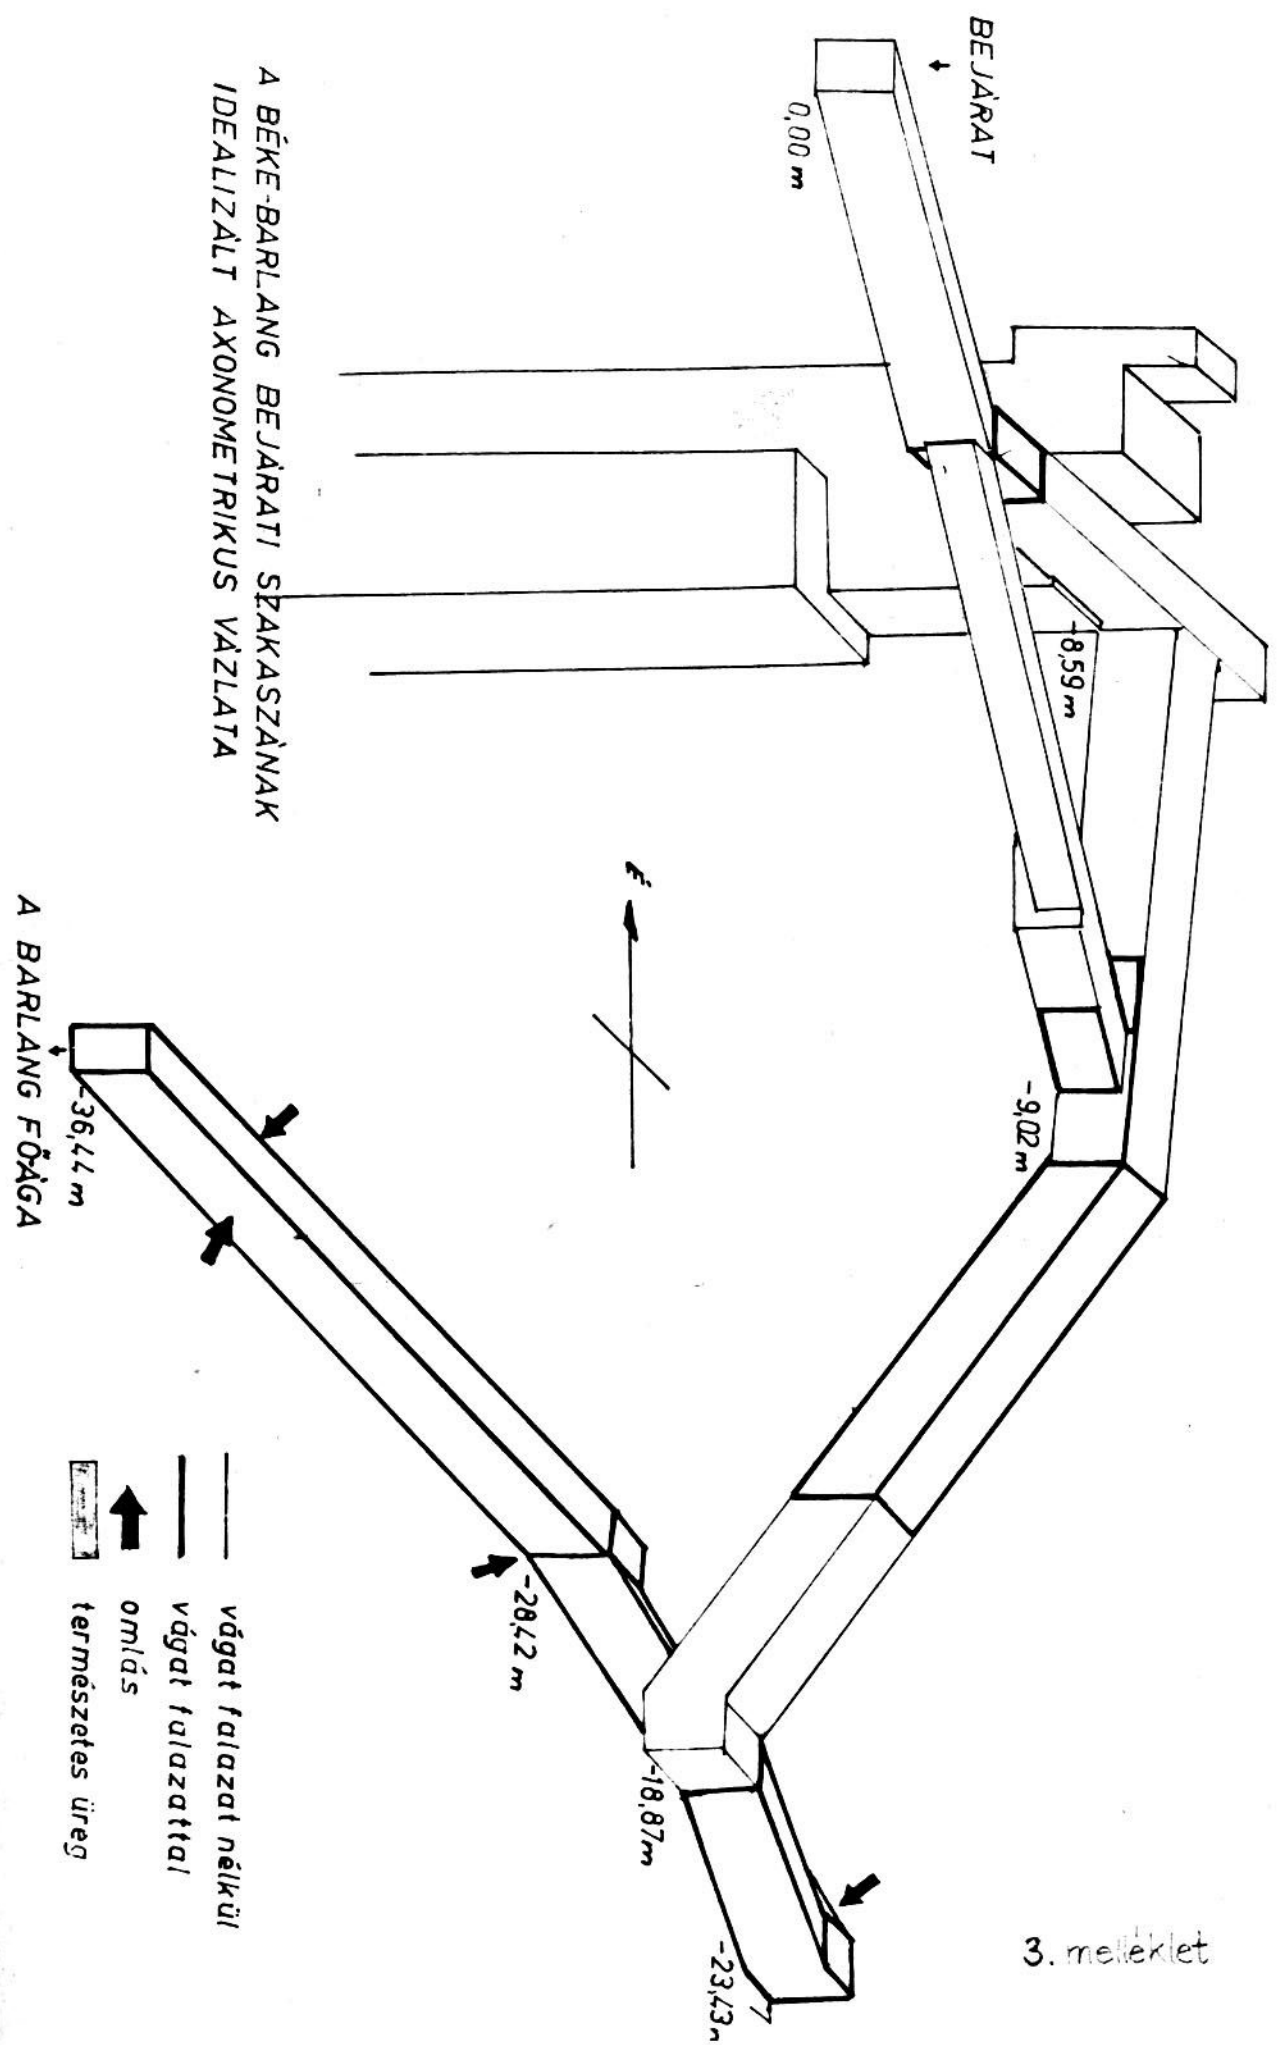 BEJÁRAT
0,00 m
-8,59 m
-9,02 m
-18,87m
-23,43
-28,42 m
-36,44 m
A BARLANG FŐÁGA
É
A BÉKE-BARLANG BEJÁRATI SZAKASZÁNAK
IDEALIZÁLT AXONOMETRIKUS VÁZLATA
vágat falazat nélkül
vágat falazattal
omlás
természetes üreg
3. melléklet